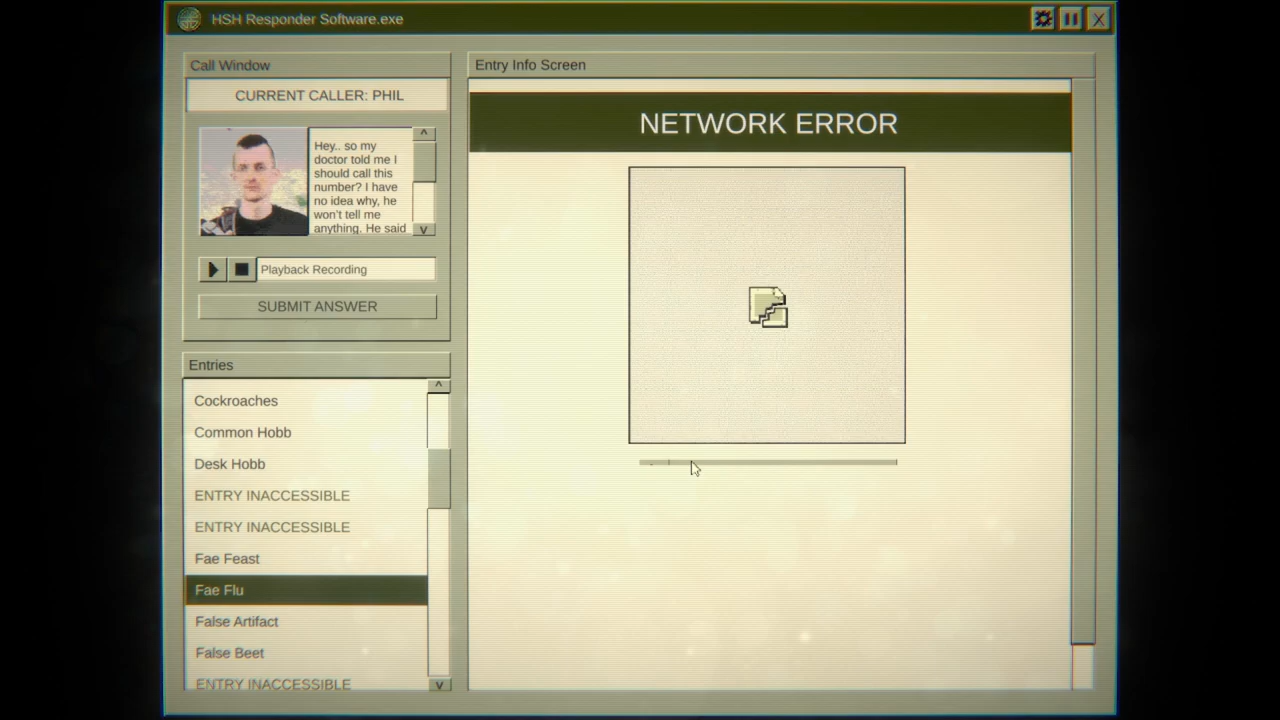 HSH Responder Software.exe
Call Window
CURRENT CALLER: PHIL
Hey.. so my
doctor told me I
should call this
number? I have
no idea why, he
won't tell me
anything. He said
Playback Recording
SUBMIT ANSWER
Entries
Cockroaches
Common Hobb
Desk Hobb
ENTRY INACCESSIBLE
ENTRY INACCESSIBLE
Fae Feast
Fae Flu
False Artifact
False Beet
ENTRY INACCESSIBLE
Entry Info Screen
NETWORK ERROR